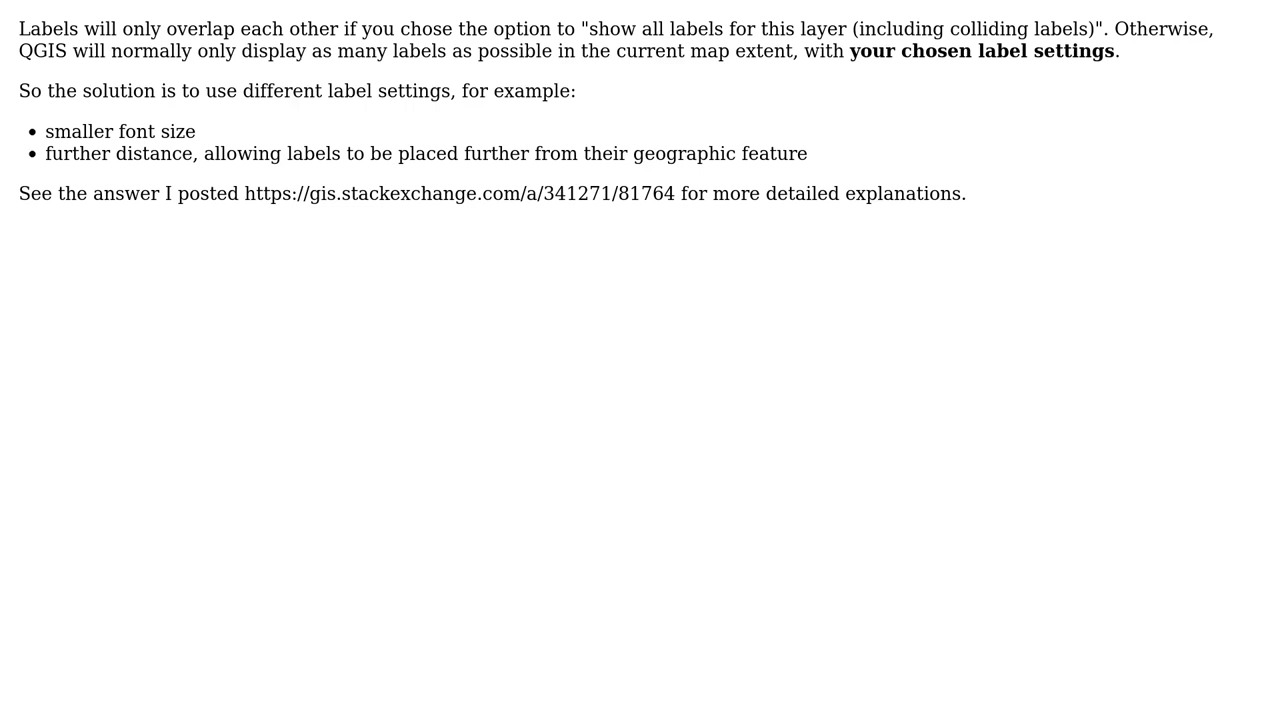 Labels will only overlap each other if you chose the option to "show all labels for this layer (including colliding labels)". Otherwise,
QGIS will normally only display as many labels as possible in the current map extent, with your chosen label settings.
So the solution is to use different label settings, for example:
• smaller font size
• further distance, allowing labels to be placed further from their geographic feature
See the answer I posted https://gis.stackexchange.com/a/341271/81764 for more detailed explanations.